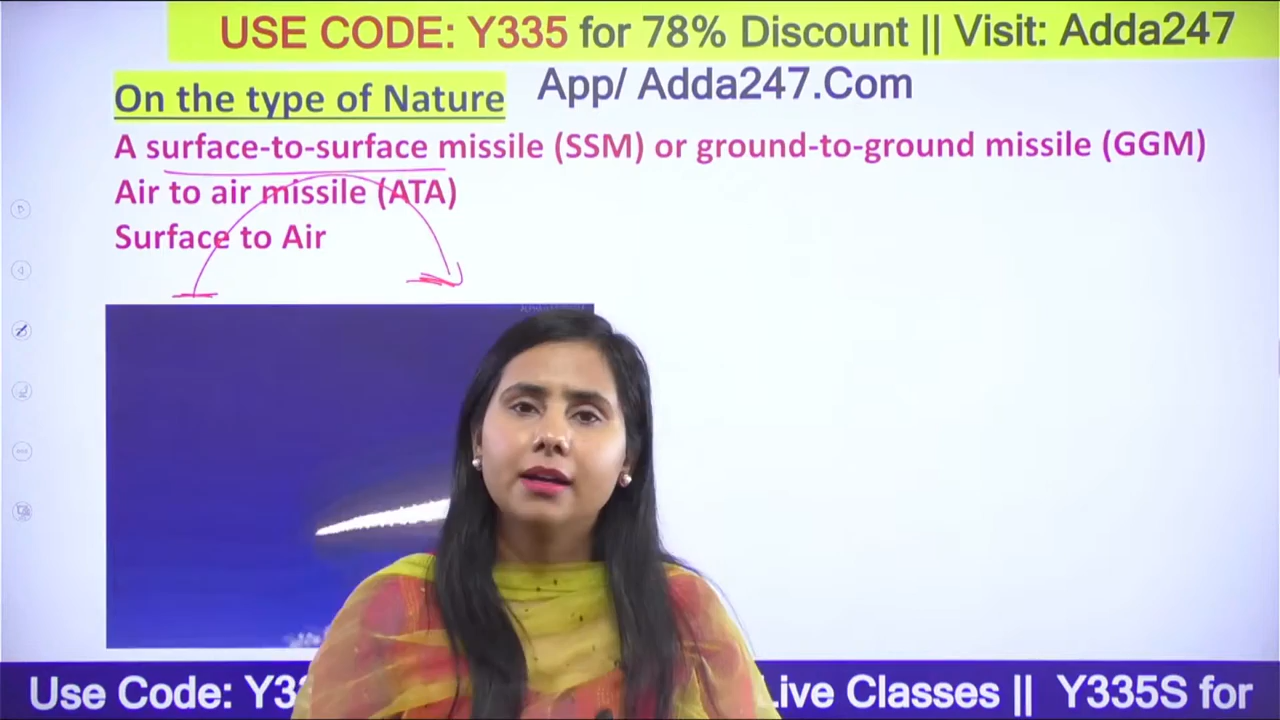 USE CODE: Y335 for 78% Discount || Visit: Adda247
App/ Adda247.Com
On the type of Nature
A surface-to-surface missile (SSM) or ground-to-ground missile (GGM)
Air to air missile (ATA)
Surface to Air
Use Code: Y33
Live Classes || Y335S for